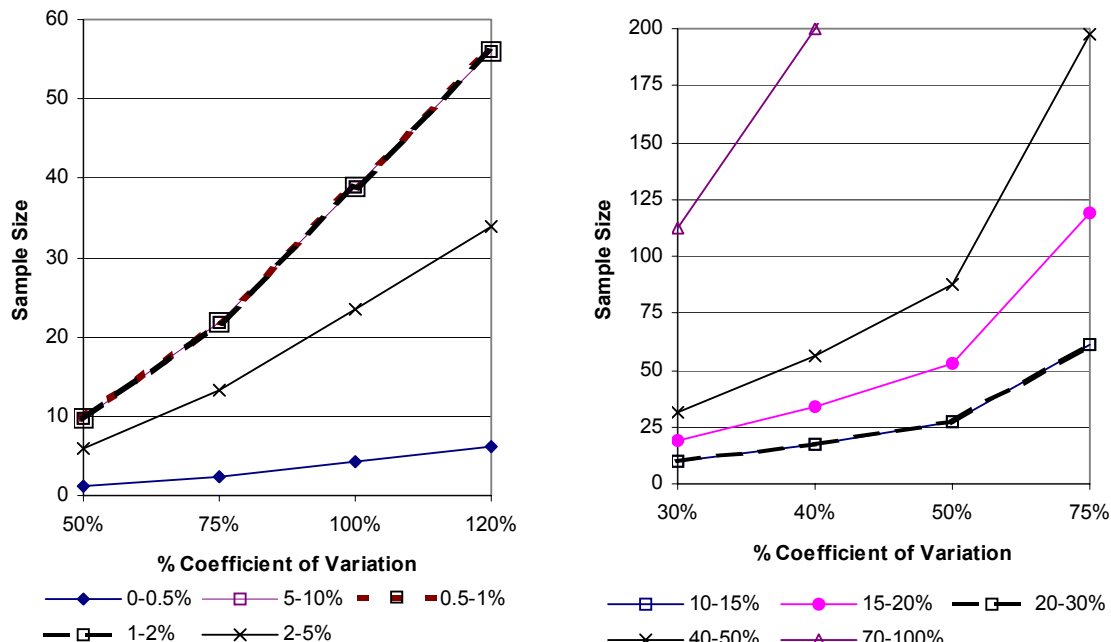 60
50
40
30
20
10
0
Sample Size
50% 75% 100% 120%
% Coefficient of Variation
0-0.5% 5-10% 0.5-1%
1-2% 2-5%
200
175
150
125
100
75
50
25
0
Sample Size
30% 40% 50% 75%
% Coefficient of Variation
10-15% 15-20% 20-30%
40-50% 70-100%